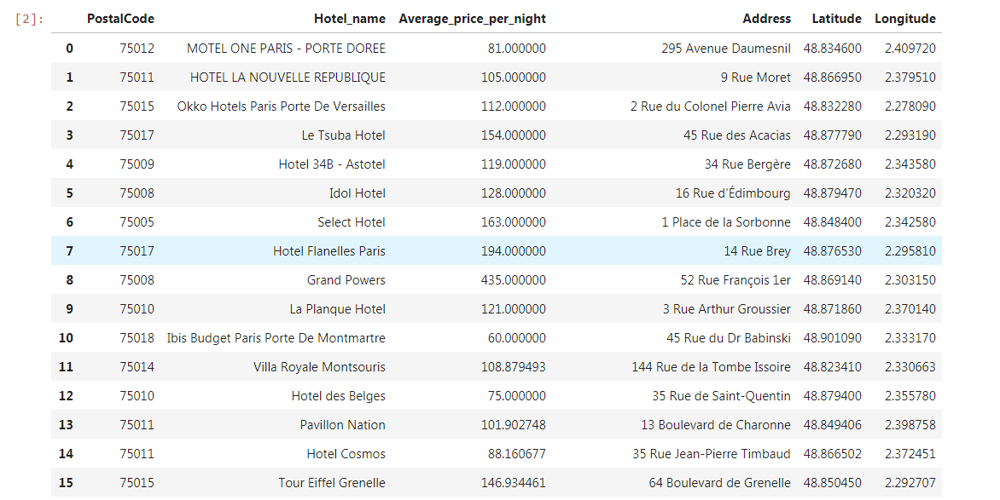 [2]: PostalCode Hotel_name Average_price_per_night Address Latitude Longitude
0 75012 MOTEL ONE PARIS - PORTE DOREE 81.000000 295 Avenue Daumesnil 48.834600 2.409720
1 75011 HOTEL LA NOUVELLE REPUBLIQUE 105.000000 9 Rue Moret 48.866950 2.379510
2 75015 Okko Hotels Paris Porte De Versailles 112.000000 2 Rue du Colonel Pierre Avia 48.832280 2.278090
3 75017 Le Tsuba Hotel 154.000000 45 Rue des Acacias 48.877790 2.293190
4 75009 Hotel 34B - Astotel 119.000000 34 Rue Bergère 48.872680 2.343580
5 75008 Idol Hotel 128.000000 16 Rue d'Édimbourg 48.879470 2.320320
6 75005 Select Hotel 163.000000 1 Place de la Sorbonne 48.848400 2.342580
7 75017 Hotel Flanelles Paris 194.000000 14 Rue Brey 48.876530 2.295810
8 75008 Grand Powers 435.000000 52 Rue François 1er 48.869140 2.303150
9 75010 La Planque Hotel 121.000000 3 Rue Arthur Groussier 48.871860 2.370140
10 75018 Ibis Budget Paris Porte De Montmartre 60.000000 45 Rue du Dr Babinski 48.901090 2.333170
11 75014 Villa Royale Montsouris 108.879493 144 Rue de la Tombe Issoire 48.823410 2.330663
12 75010 Hotel des Belges 75.000000 35 Rue de Saint-Quentin 48.879400 2.355780
13 75011 Pavillon Nation 101.902748 13 Boulevard de Charonne 48.849406 2.398758
14 75011 Hotel Cosmos 88.160677 35 Rue Jean-Pierre Timbaud 48.866502 2.372451
15 75015 Tour Eiffel Grenelle 146.934461 64 Boulevard de Grenelle 48.850450 2.292707